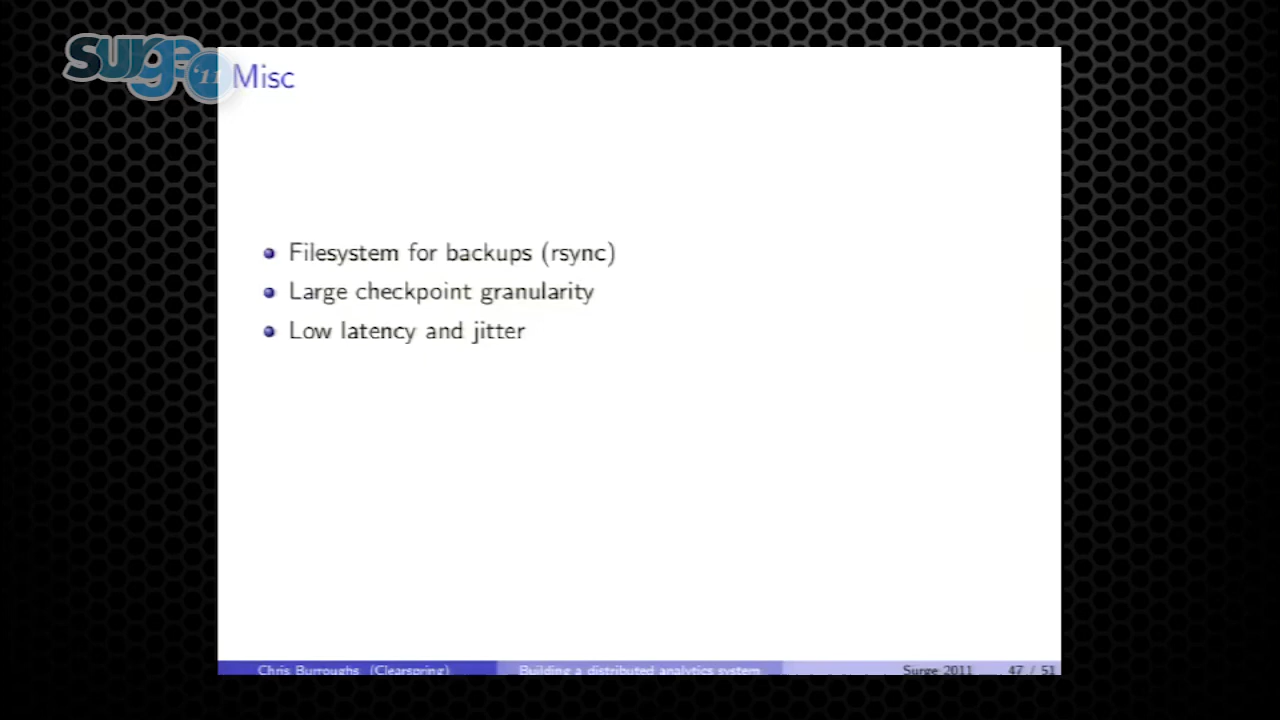 surge '11
Misc
Filesystem for backups (rsync)
Large checkpoint granularity
Low latency and jitter
Chris Burroughs (Clearspring) Building a distributed analytics system Surge 2011 47 / 51